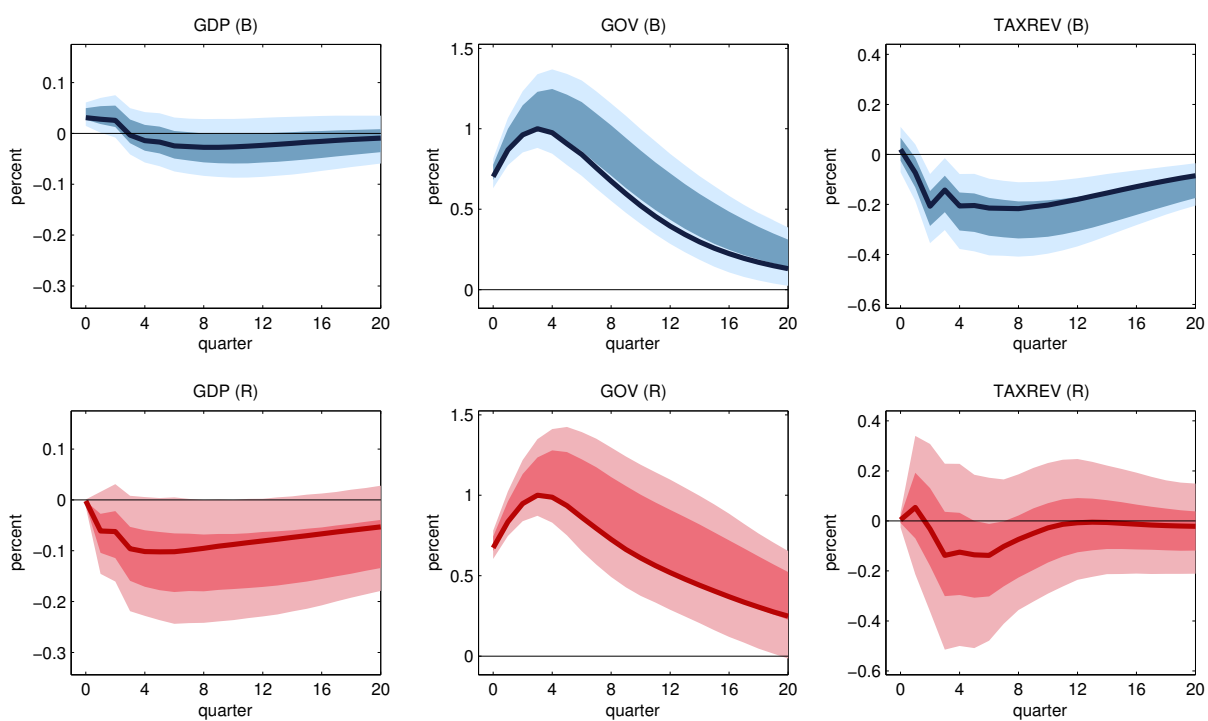 GDP (B)
0.1
0
−0.1
−0.2
−0.3
percent
0 4 8 12 16 20
quarter
GOV (B)
1.5
1
0.5
0
percent
0 4 8 12 16 20
quarter
TAXREV (B)
0.4
0.2
0
−0.2
−0.4
−0.6
percent
0 4 8 12 16 20
quarter
GDP (R)
0.1
0
−0.1
−0.2
−0.3
percent
0 4 8 12 16 20
quarter
GOV (R)
1.5
1
0.5
0
percent
0 4 8 12 16 20
quarter
TAXREV (R)
0.4
0.2
0
−0.2
−0.4
−0.6
percent
0 4 8 12 16 20
quarter